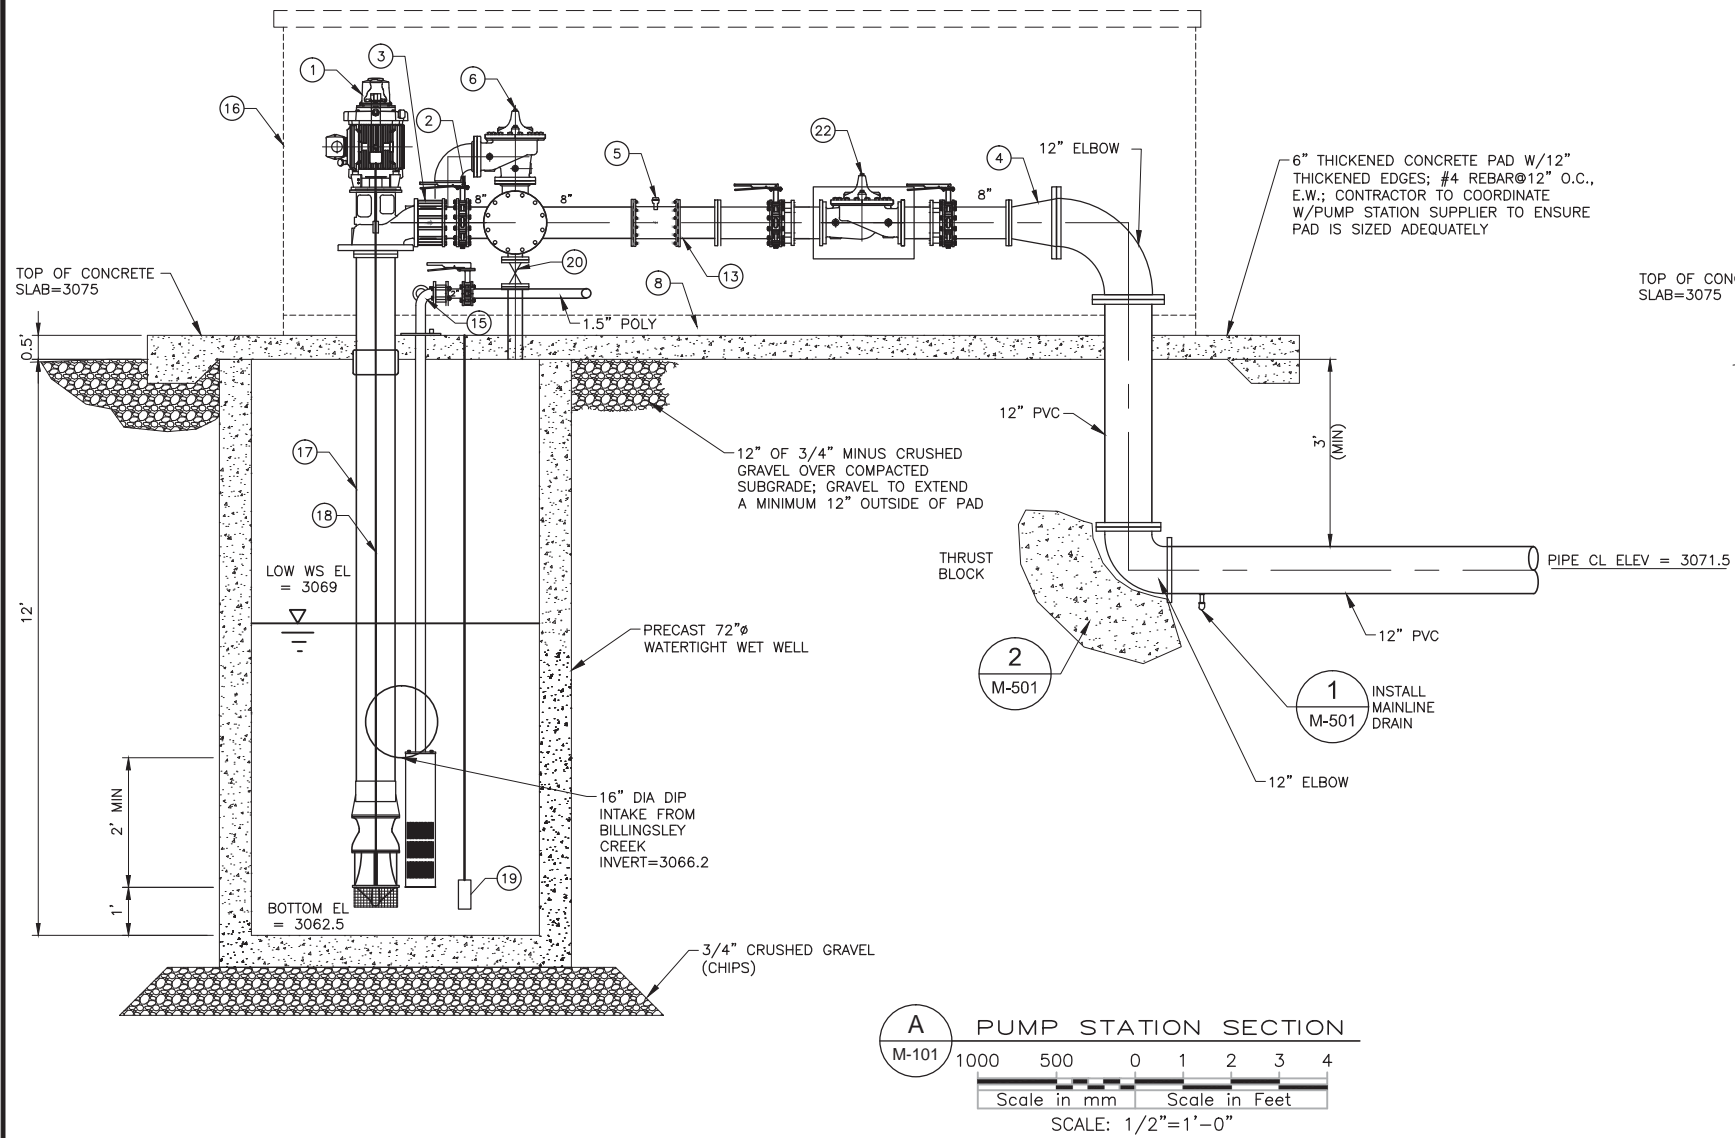 1
3
6
16
2
5
22
4
12" ELBOW
8"
8"
8"
6" THICKENED CONCRETE PAD W/12"
THICKENED EDGES; #4 REBAR@12" O.C.,
E.W.; CONTRACTOR TO COORDINATE
W/PUMP STATION SUPPLIER TO ENSURE
PAD IS SIZED ADEQUATELY
20
13
8
TOP OF CONCRETE
SLAB=3075
TOP OF CON
SLAB=3075
2"
15
1.5" POLY
0.5'
12" PVC
3'
(MIN)
17
12" OF 3/4" MINUS CRUSHED
GRAVEL OVER COMPACTED
SUBGRADE; GRAVEL TO EXTEND
A MINIMUM 12" OUTSIDE OF PAD
18
THRUST
BLOCK
PIPE CL ELEV = 3071.5
LOW WS EL
= 3069
12'
PRECAST 72"ø
WATERTIGHT WET WELL
12" PVC
2
M-501
1
M-501
INSTALL
MAINLINE
DRAIN
12" ELBOW
2' MIN
16" DIA DIP
INTAKE FROM
BILLINGSLEY
CREEK
INVERT=3066.2
19
1'
BOTTOM EL
= 3062.5
3/4" CRUSHED GRAVEL
(CHIPS)
A
M-101
PUMP STATION SECTION
1000 500 0 1 2 3 4
Scale in mm Scale in Feet
SCALE: 1/2"=1'-0"